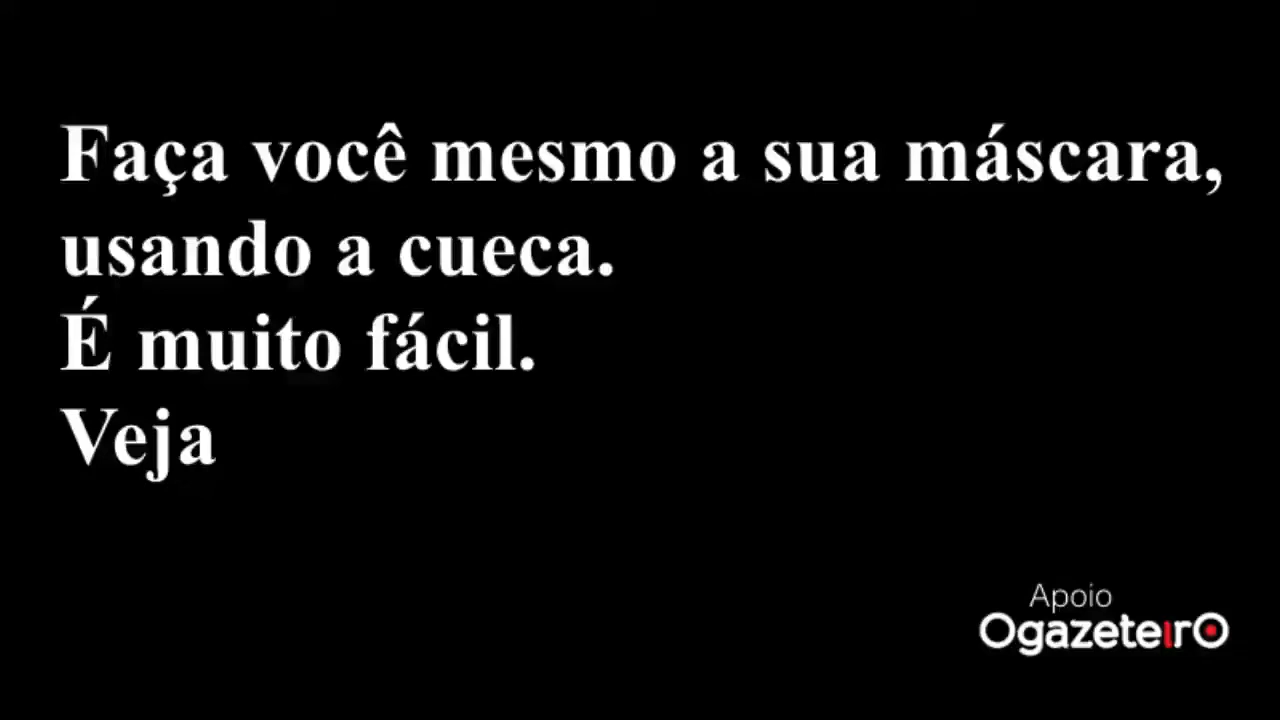 Faça você mesmo a sua máscara,
usando a cueca.
É muito fácil.
Veja
Apoio
OgazeteirO